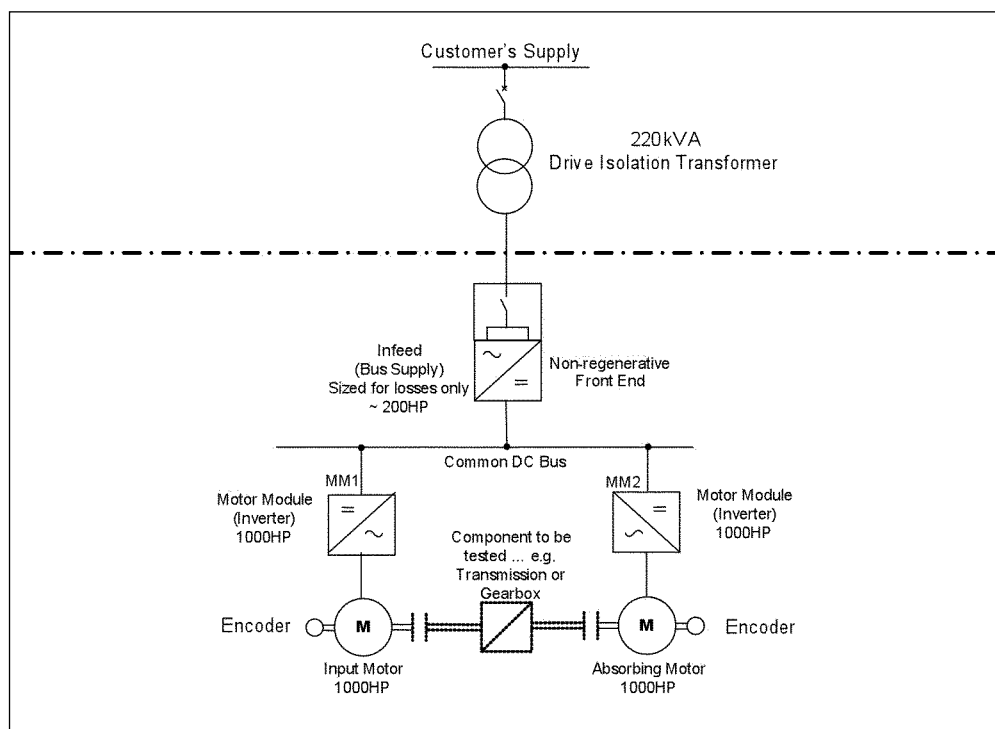 Customer's Supply
220kVA
Drive Isolation Transformer
Infeed
(Bus Supply)
Sized for losses only
~ 200HP
Non-regenerative
Front End
Common DC Bus
MM1
Motor Module
(Inverter)
1000HP
MM2
Motor Module
(Inverter)
1000HP
Component to be
tested ... e.g.
Transmission or
Gearbox
Encoder
M
M
Encoder
Input Motor
1000HP
Absorbing Motor
1000HP